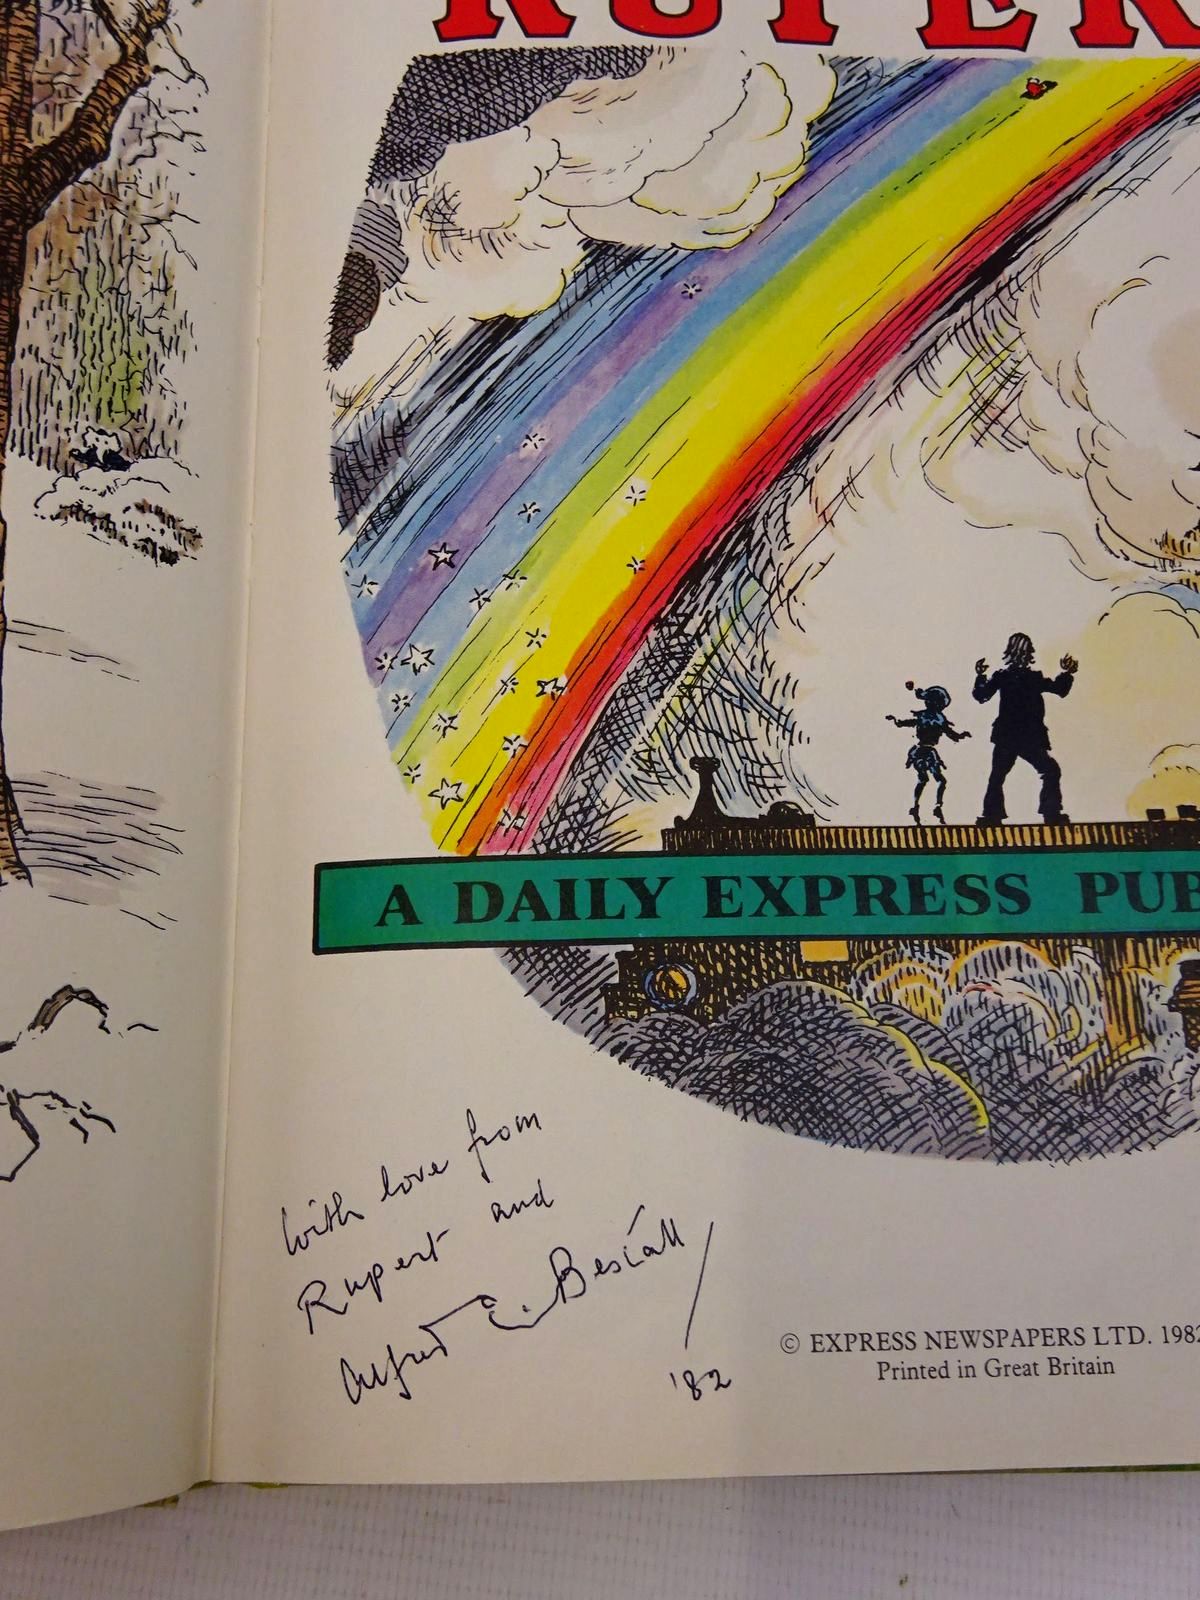 RUPER
A DAILY EXPRESS PUB
With love from
Rupert and
Alfred E. Bestall
'82
© EXPRESS NEWSPAPERS LTD. 1982
Printed in Great Britain